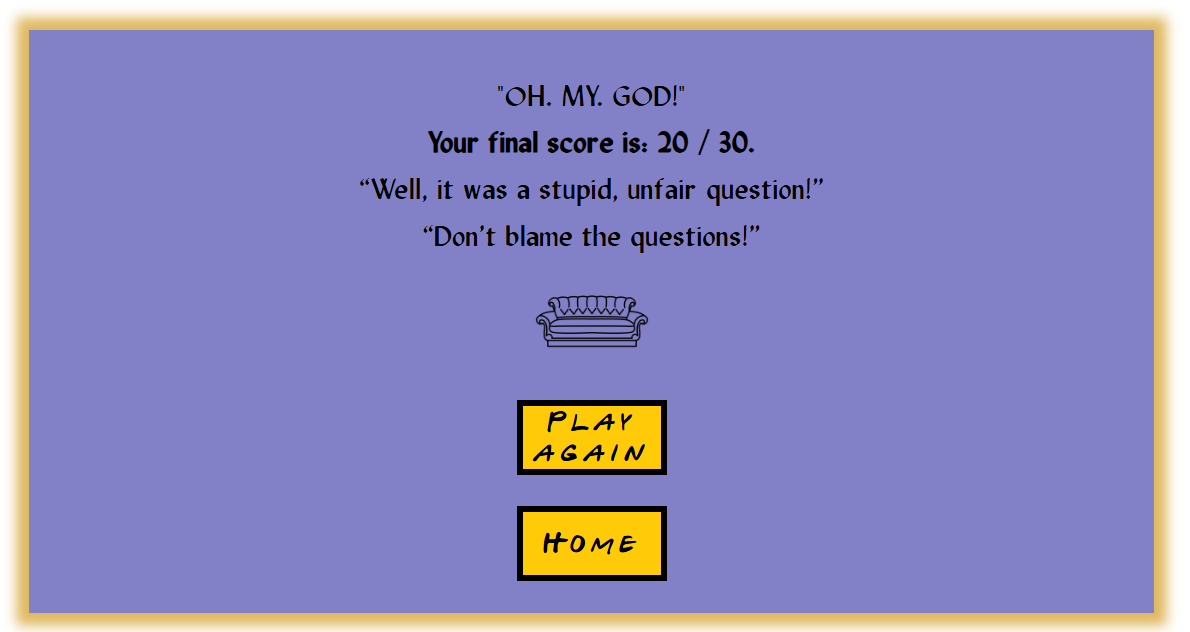 "OH. MY. GOD!"
Your final score is: 20 / 30.
“Well, it was a stupid, unfair question!”
“Don’t blame the questions!”
PLAY
AGAIN
HOME